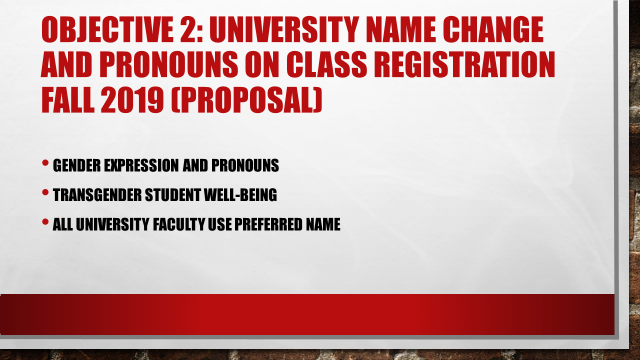 OBJECTIVE 2: UNIVERSITY NAME CHANGE
AND PRONOUNS ON CLASS REGISTRATION
FALL 2019 (PROPOSAL)
• GENDER EXPRESSION AND PRONOUNS
• TRANSGENDER STUDENT WELL-BEING
• ALL UNIVERSITY FACULTY USE PREFERRED NAME